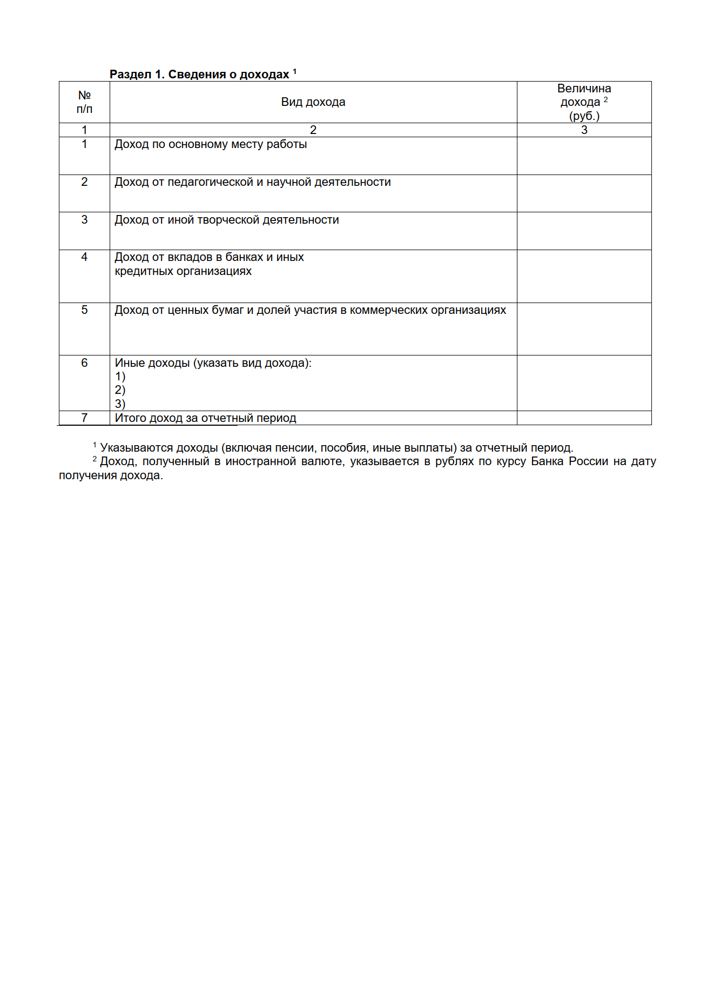 Раздел 1. Сведения о доходах ¹
№
п/п
Вид дохода
Величина
дохода ²
(руб.)
1
2
3
1
Доход по основному месту работы
2
Доход от педагогической и научной деятельности
3
Доход от иной творческой деятельности
4
Доход от вкладов в банках и иных
кредитных организациях
5
Доход от ценных бумаг и долей участия в коммерческих организациях
6
Иные доходы (указать вид дохода):
1)
2)
3)
7
Итого доход за отчетный период
¹ Указываются доходы (включая пенсии, пособия, иные выплаты) за отчетный период.
² Доход, полученный в иностранной валюте, указывается в рублях по курсу Банка России на дату
получения дохода.